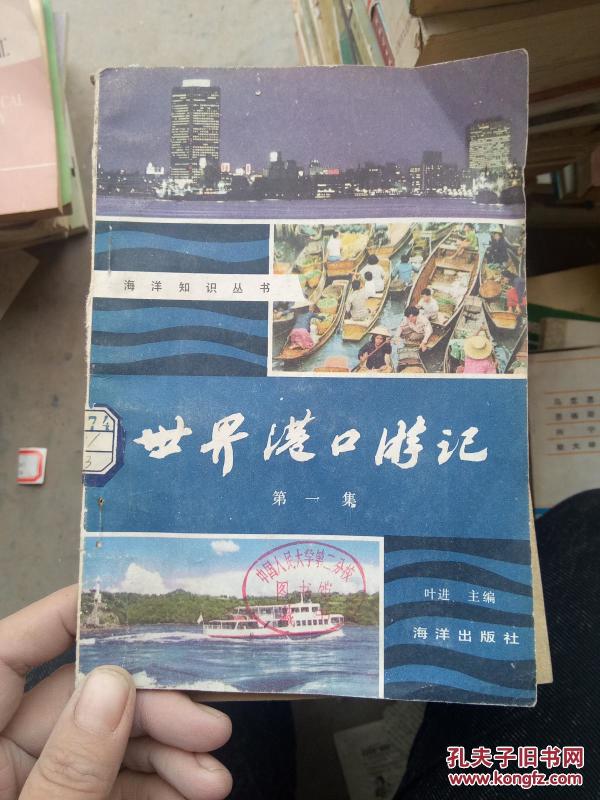 海洋知识丛书
74
3
世界港口游记
第一集
中国人民大学第二分校
图书馆
叶进 主编
海洋出版社
孔夫子旧书网
www.kongfz.com